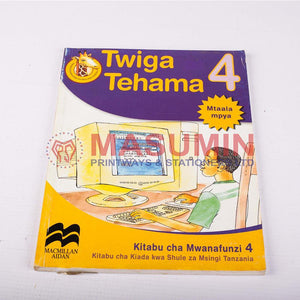 Twiga
Tehama 4
Mtaala
mpya
MASUMIN
PRINTWAYS & STATIONERS LTD
MACMILLAN
AIDAN
Kitabu cha Mwanafunzi 4
Kitabu cha Kiada kwa Shule za Msingi Tanzania